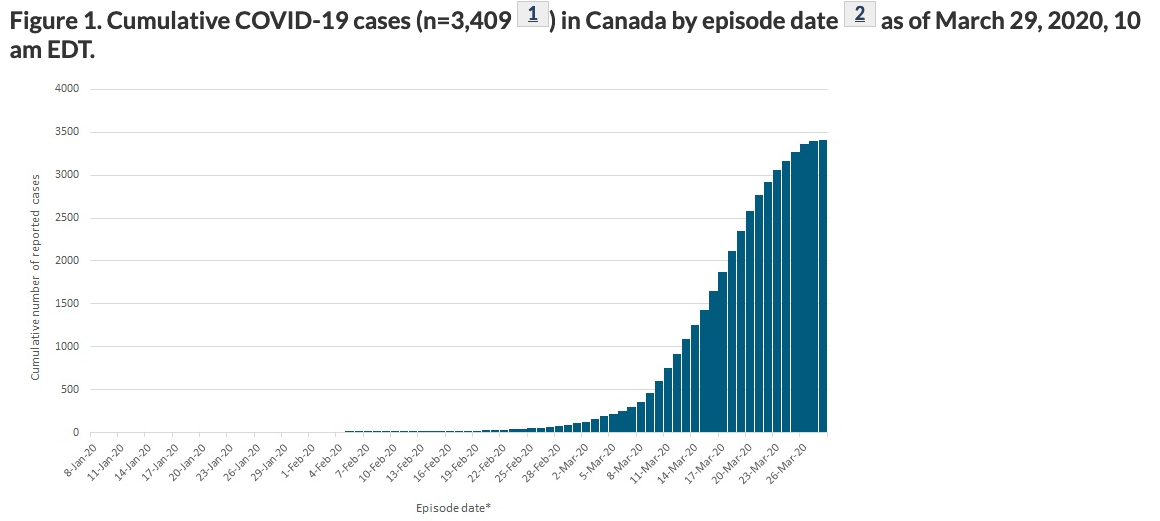 Figure 1. Cumulative COVID-19 cases (n=3,409 1 ) in Canada by episode date 2 as of March 29, 2020, 10
am EDT.
4000
3500
3000
2500
2000
1500
1000
500
0
Cumulative number of reported cases
8-Jan-20
11-Jan-20
14-Jan-20
17-Jan-20
20-Jan-20
23-Jan-20
26-Jan-20
29-Jan-20
1-Feb-20
4-Feb-20
7-Feb-20
10-Feb-20
13-Feb-20
16-Feb-20
19-Feb-20
22-Feb-20
25-Feb-20
28-Feb-20
2-Mar-20
5-Mar-20
8-Mar-20
11-Mar-20
14-Mar-20
17-Mar-20
20-Mar-20
23-Mar-20
26-Mar-20
Episode date*